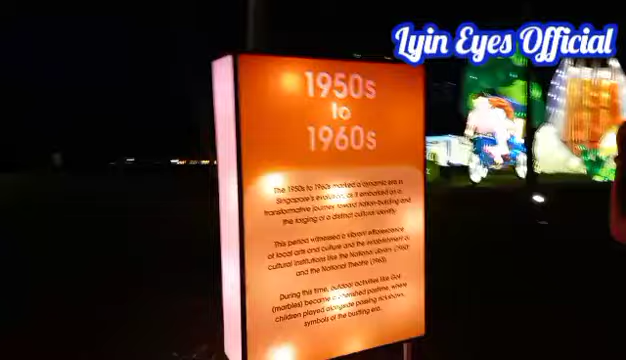 Lyin Eyes Official
1950s
to
1960s
The 1950s to 1960s marked a dynamic era in
Singapore's evolution, as it embarked on a
transformative journey toward nation-building and
the forging of a distinct cultural identity.
This period witnessed a vibrant efflorescence
of local arts and culture and the establishment of
cultural institutions like the National Library (1960)
and the National Theatre (1963).
During this time, outdoor activities like Goli
(marbles) became a cherished pastime, where
children played alongside passing rickshaws,
symbols of the bustling era.